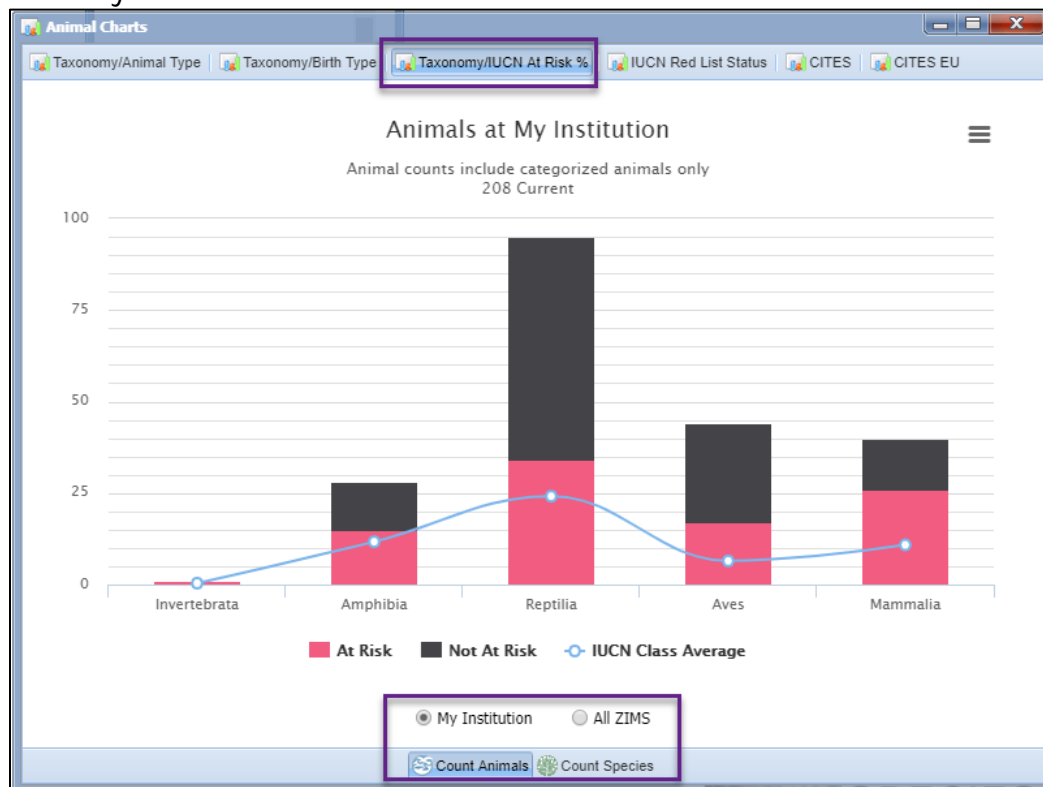 Animal Charts
Taxonomy/Animal Type Taxonomy/Birth Type Taxonomy/IUCN At Risk % IUCN Red List Status CITES CITES EU
Animals at My Institution
Animal counts include categorized animals only
208 Current
100
75
50
25
0
Invertebrata Amphibia Reptilia Aves Mammalia
At Risk Not At Risk IUCN Class Average
My Institution All ZIMS
Count Animals Count Species